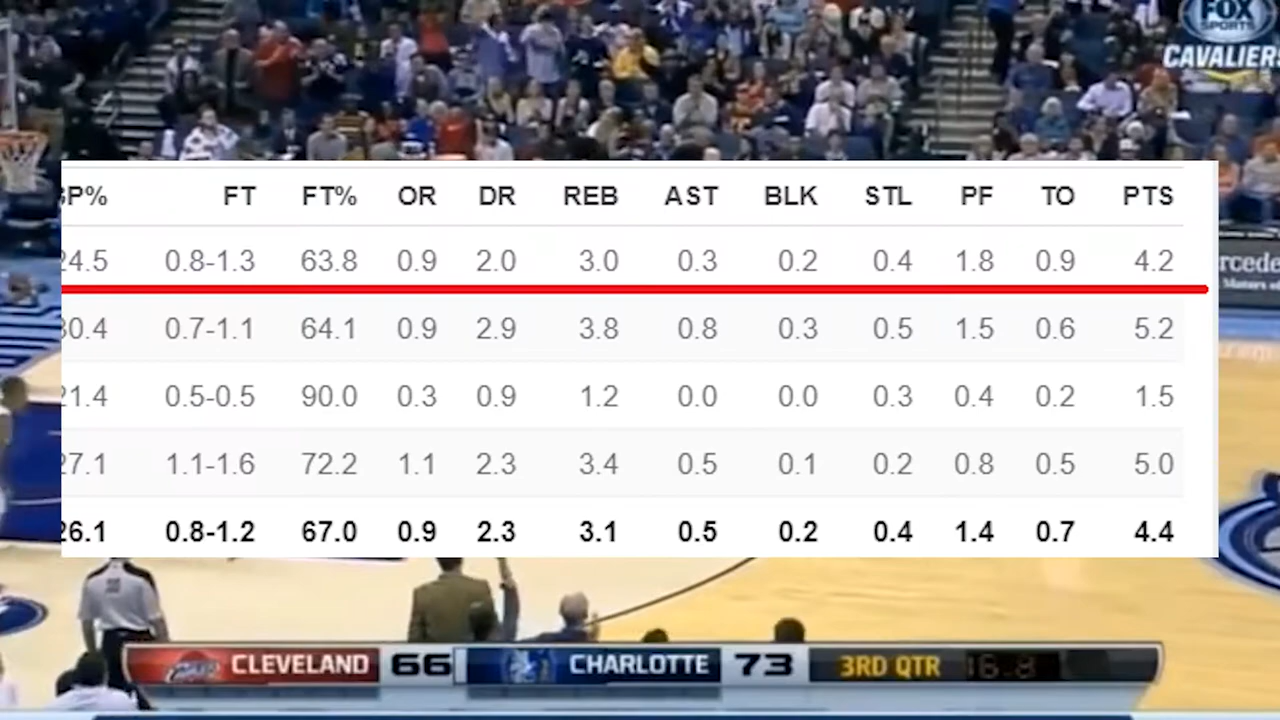 FOX
SPORTS
CAVALIERS
3P% FT FT% OR DR REB AST BLK STL PF TO PTS
24.5 0.8-1.3 63.8 0.9 2.0 3.0 0.3 0.2 0.4 1.8 0.9 4.2
30.4 0.7-1.1 64.1 0.9 2.9 3.8 0.8 0.3 0.5 1.5 0.6 5.2
21.4 0.5-0.5 90.0 0.3 0.9 1.2 0.0 0.0 0.3 0.4 0.2 1.5
27.1 1.1-1.6 72.2 1.1 2.3 3.4 0.5 0.1 0.2 0.8 0.5 5.0
26.1 0.8-1.2 67.0 0.9 2.3 3.1 0.5 0.2 0.4 1.4 0.7 4.4
CLEVELAND 66 CHARLOTTE 73 3RD QTR 16.8